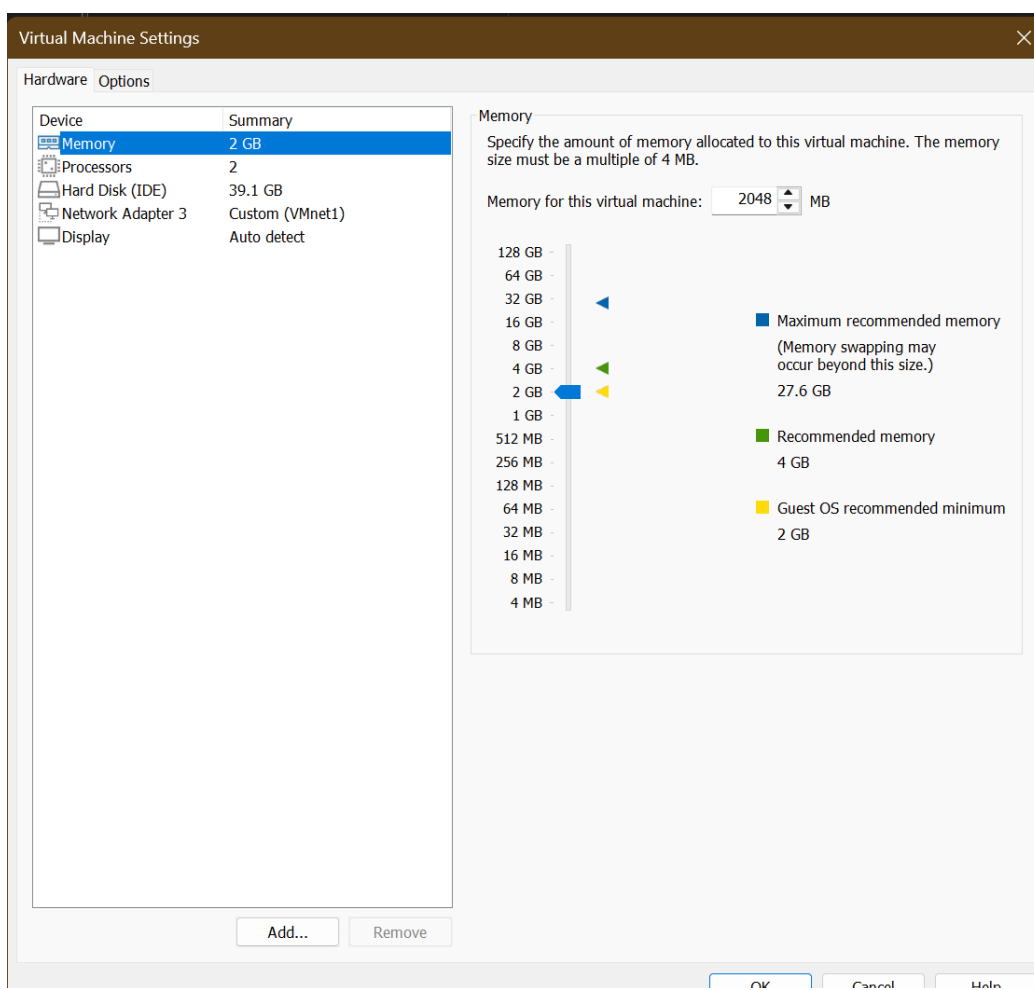 Virtual Machine Settings
Hardware Options
Device Summary
Memory 2 GB
Processors 2
Hard Disk (IDE) 39.1 GB
Network Adapter 3 Custom (VMnet1)
Display Auto detect
Add... Remove
Memory
Specify the amount of memory allocated to this virtual machine. The memory
size must be a multiple of 4 MB.
Memory for this virtual machine: 2048 MB
128 GB
64 GB
32 GB
16 GB
8 GB
4 GB
2 GB
1 GB
512 MB
256 MB
128 MB
64 MB
32 MB
16 MB
8 MB
4 MB
Maximum recommended memory
(Memory swapping may
occur beyond this size.)
27.6 GB
Recommended memory
4 GB
Guest OS recommended minimum
2 GB
OK Cancel Help